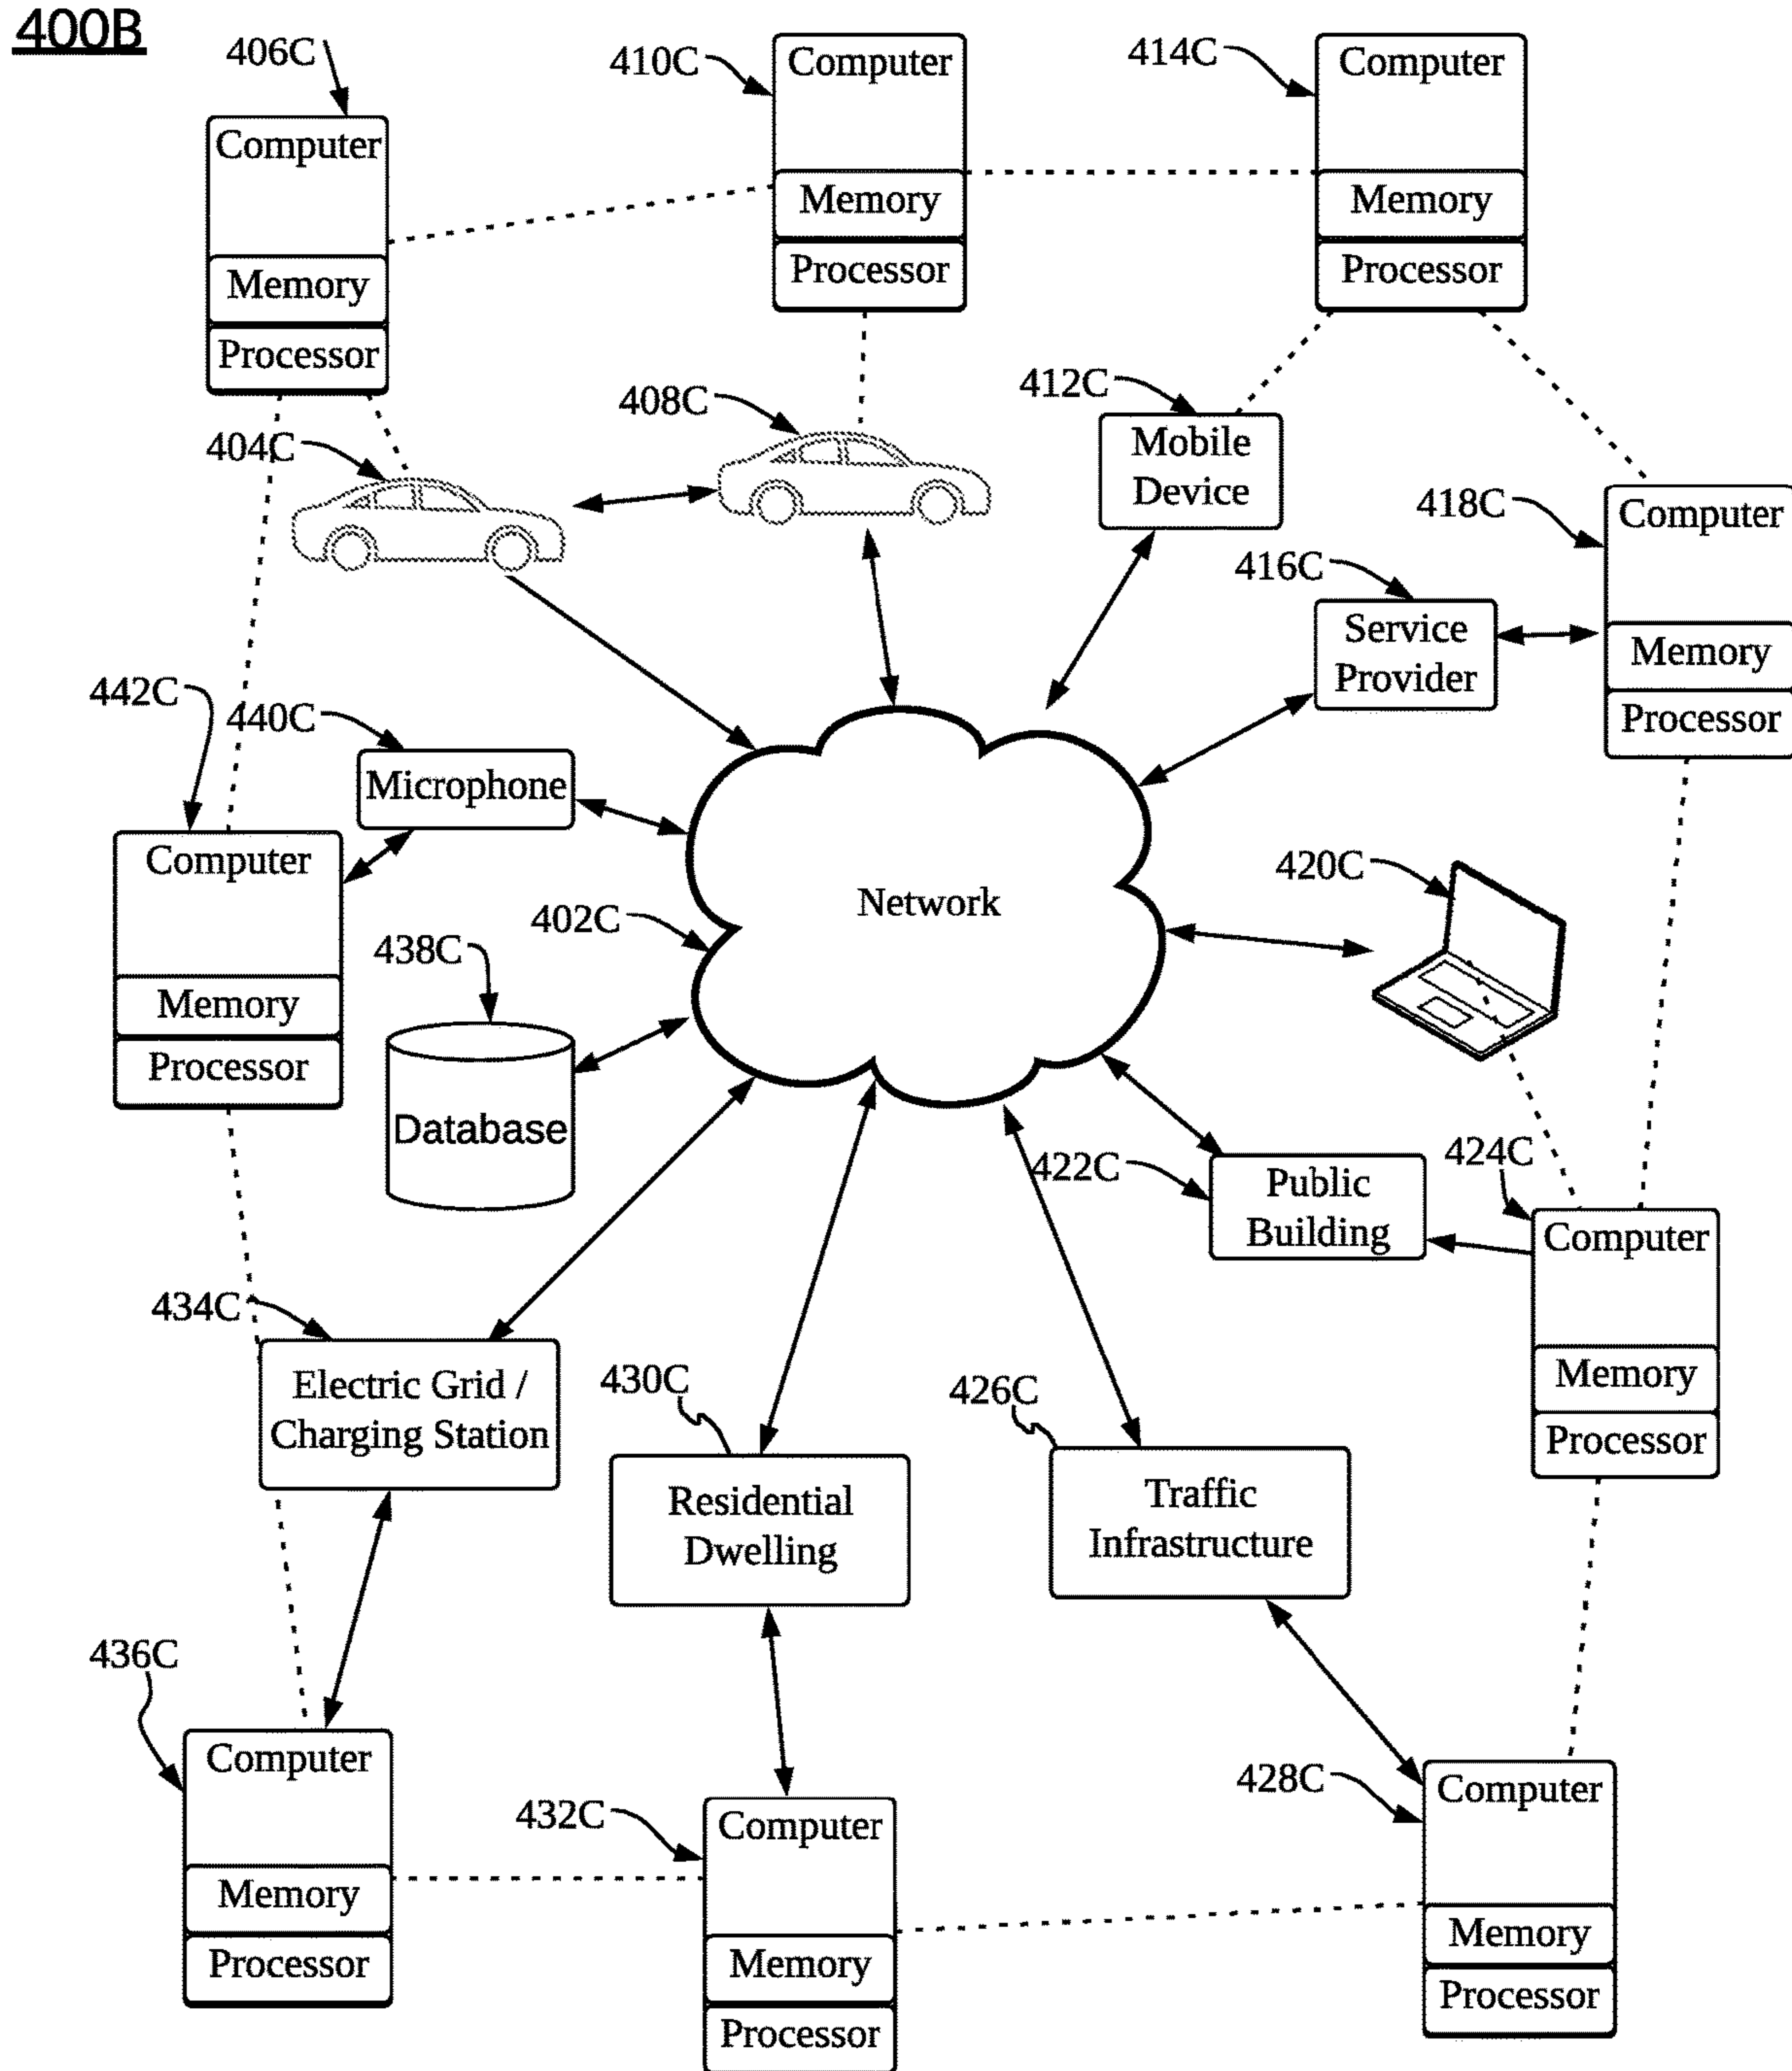 400B
406C
410C
414C
Computer
Memory
Processor
Computer
Memory
Processor
Computer
Memory
Processor
404C
408C
412C
Mobile
Device
416C
Service
Provider
418C
Computer
Memory
Processor
442C
440C
Microphone
Computer
Memory
Processor
402C
Network
420C
438C
Database
422C
Public
Building
424C
Computer
Memory
Processor
434C
Electric Grid /
Charging Station
430C
Residential
Dwelling
426C
Traffic
Infrastructure
436C
Computer
Memory
Processor
432C
Computer
Memory
Processor
428C
Computer
Memory
Processor